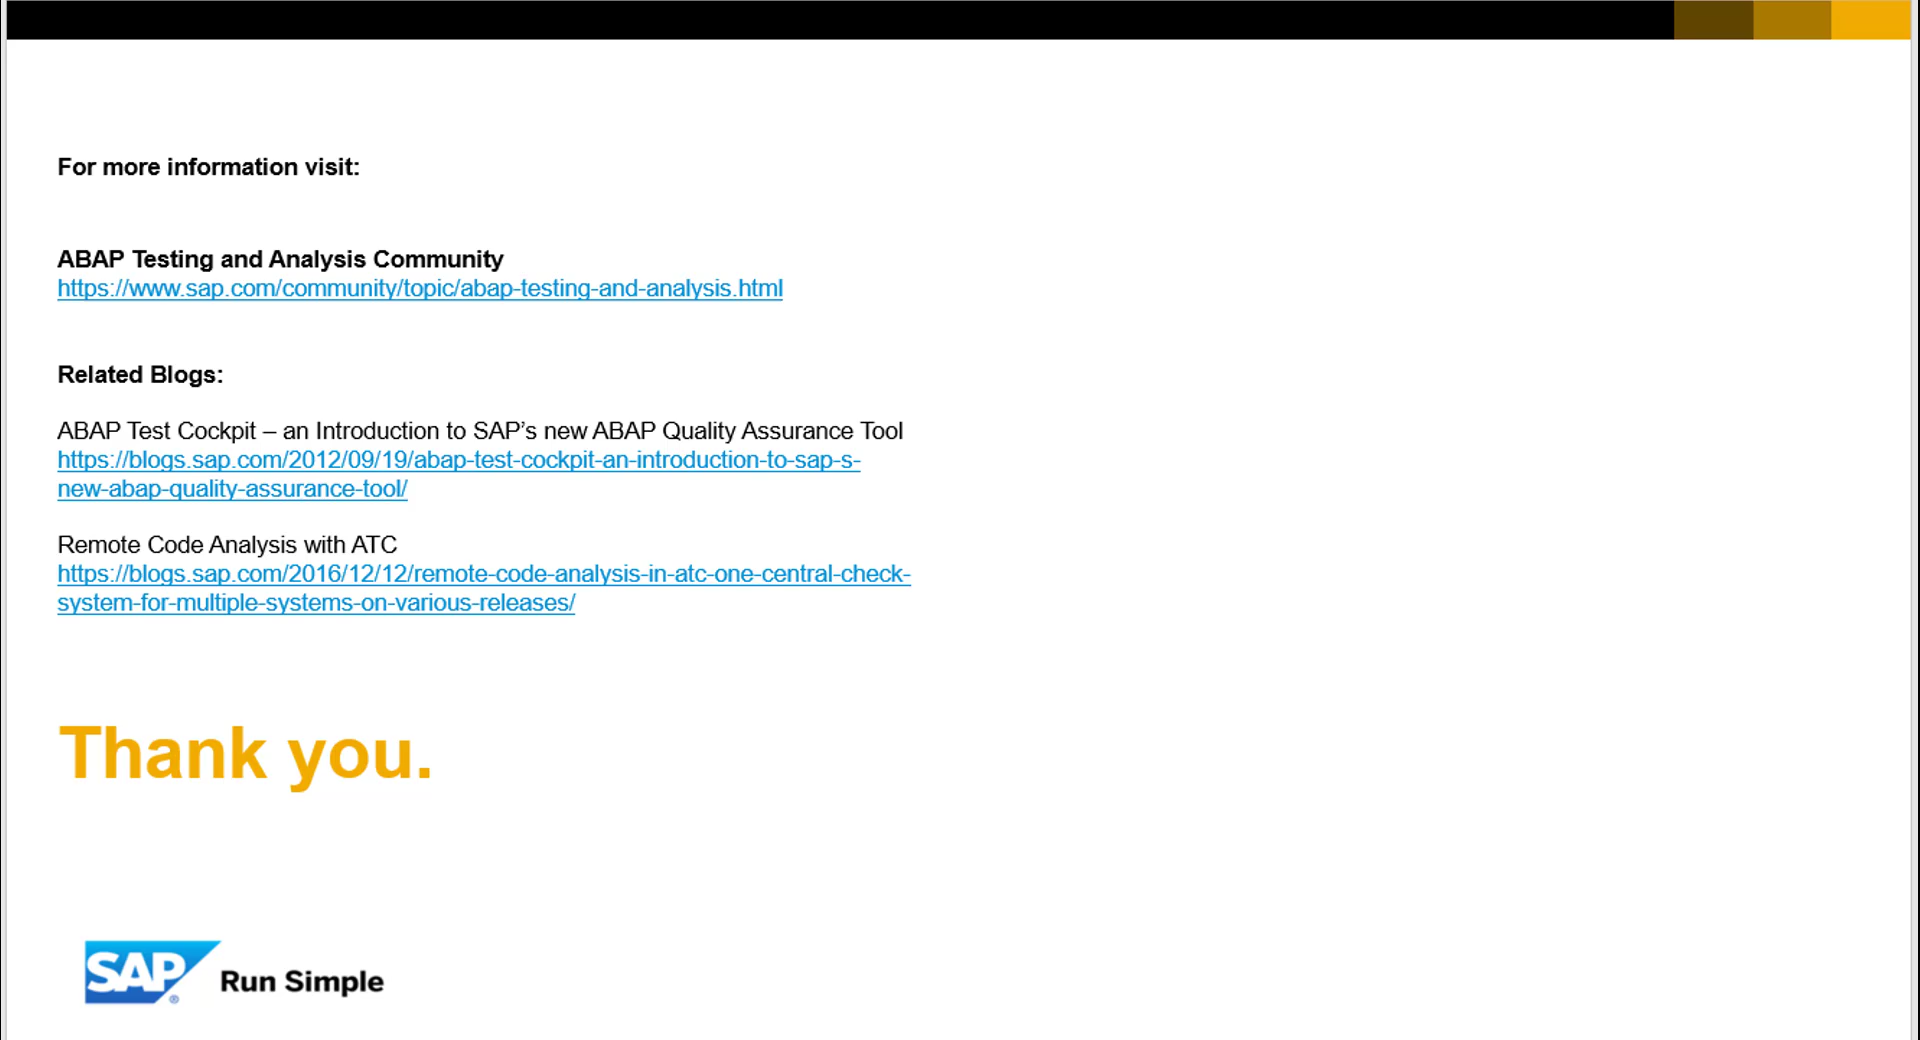 For more information visit:
ABAP Testing and Analysis Community
https://www.sap.com/community/topic/abap-testing-and-analysis.html
Related Blogs:
ABAP Test Cockpit – an Introduction to SAP’s new ABAP Quality Assurance Tool
https://blogs.sap.com/2012/09/19/abap-test-cockpit-an-introduction-to-sap-s-
new-abap-quality-assurance-tool/
Remote Code Analysis with ATC
https://blogs.sap.com/2016/12/12/remote-code-analysis-in-atc-one-central-check-
system-for-multiple-systems-on-various-releases/
Thank you.
SAP® Run Simple